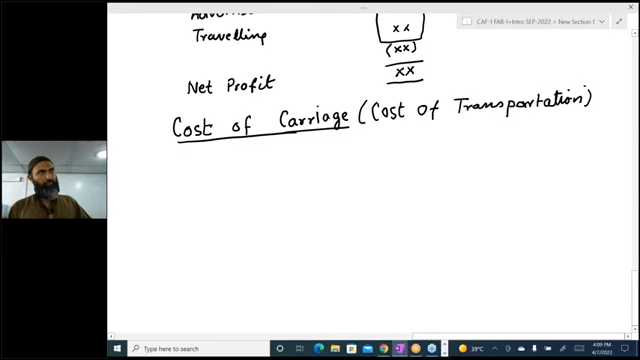 CAF-1 FAR-I+Intro SEP-2022 > New Section 1
Travelling
xx
(xx)
Net Profit xx
Cost of Carriage (Cost of Transportation)
Type here to search
39°C
4:09 PM
4/7/2022